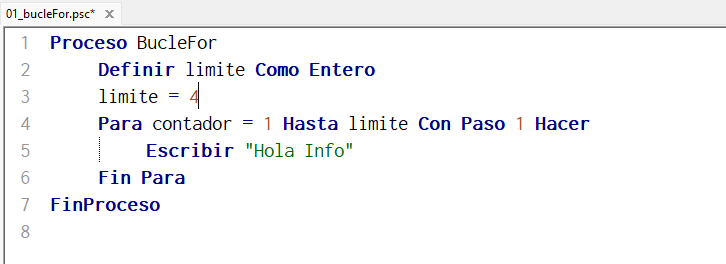 01_bucleFor.psc* x
1 Proceso BucleFor
2 Definir limite Como Entero
3 limite = 4
4 Para contador = 1 Hasta limite Con Paso 1 Hacer
5 Escribir "Hola Info"
6 Fin Para
7 FinProceso
8